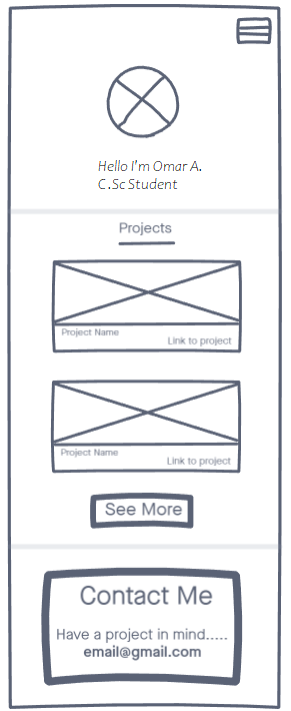 Hello I'm Omar A.
C.Sc Student
Projects
Project Name
Link to project
Project Name
Link to project
See More
Contact Me
Have a project in mind.....
email@gmail.com